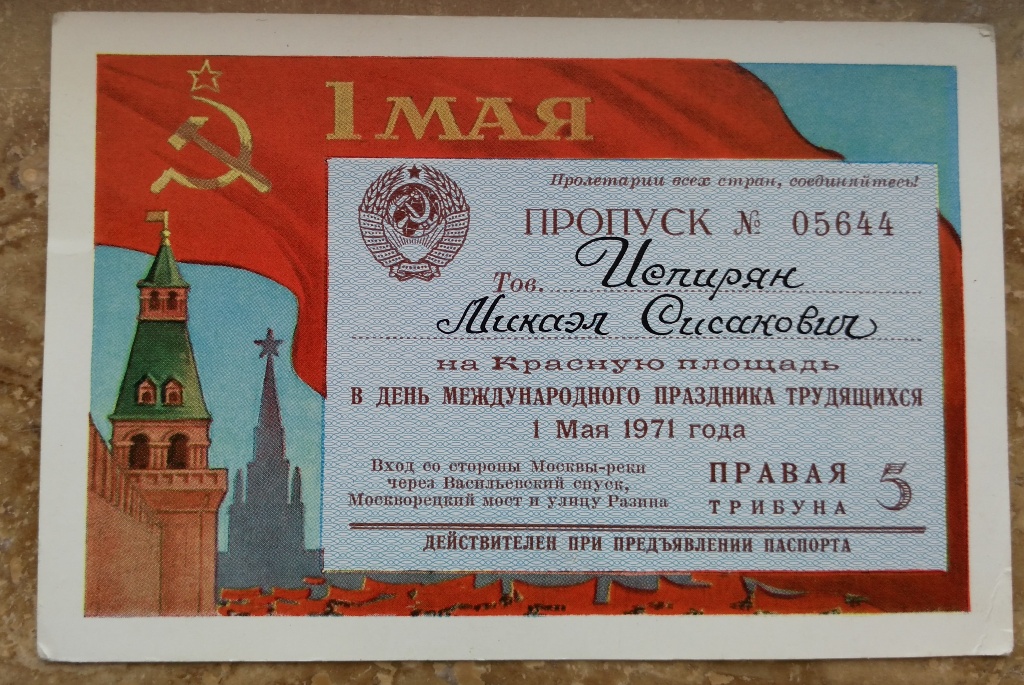 1 МАЯ
Пролетарии всех стран, соединяйтесь!
ПРОПУСК № 05644
Тов. Испирян
Микаэл Сисакович
на Красную площадь
В ДЕНЬ МЕЖДУНАРОДНОГО ПРАЗДНИКА ТРУДЯЩИХСЯ
1 Мая 1971 года
Вход со стороны Москвы-реки
через Васильевский спуск,
Москворецкий мост и улицу Разина
ПРАВАЯ
ТРИБУНА 5
ДЕЙСТВИТЕЛЕН ПРИ ПРЕДЪЯВЛЕНИИ ПАСПОРТА